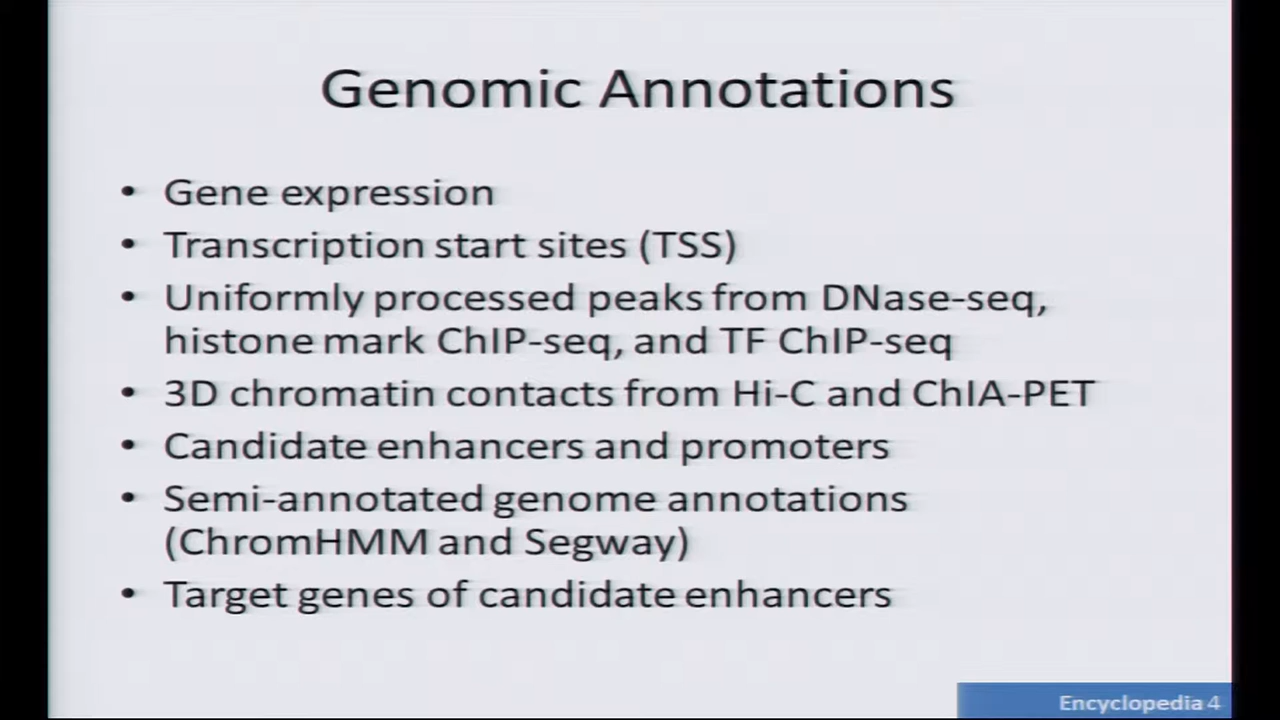 Genomic Annotations
• Gene expression
• Transcription start sites (TSS)
• Uniformly processed peaks from DNase-seq,
histone mark ChIP-seq, and TF ChIP-seq
• 3D chromatin contacts from Hi-C and ChIA-PET
• Candidate enhancers and promoters
• Semi-annotated genome annotations
(ChromHMM and Segway)
• Target genes of candidate enhancers
Encyclopedia 4